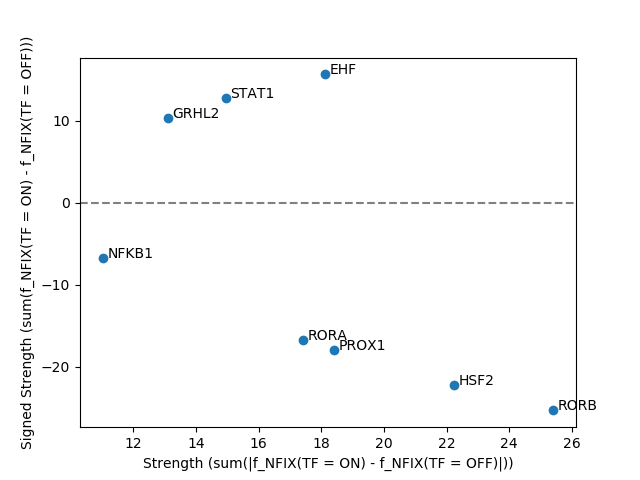 EHF
STAT1
GRHL2
NFKB1
RORA
PROX1
HSF2
RORB
10
0
−10
−20
12 14 16 18 20 22 24 26
Strength (sum(|f_NFIX(TF = ON) - f_NFIX(TF = OFF)|))
Signed Strength (sum(f_NFIX(TF = ON) - f_NFIX(TF = OFF)))